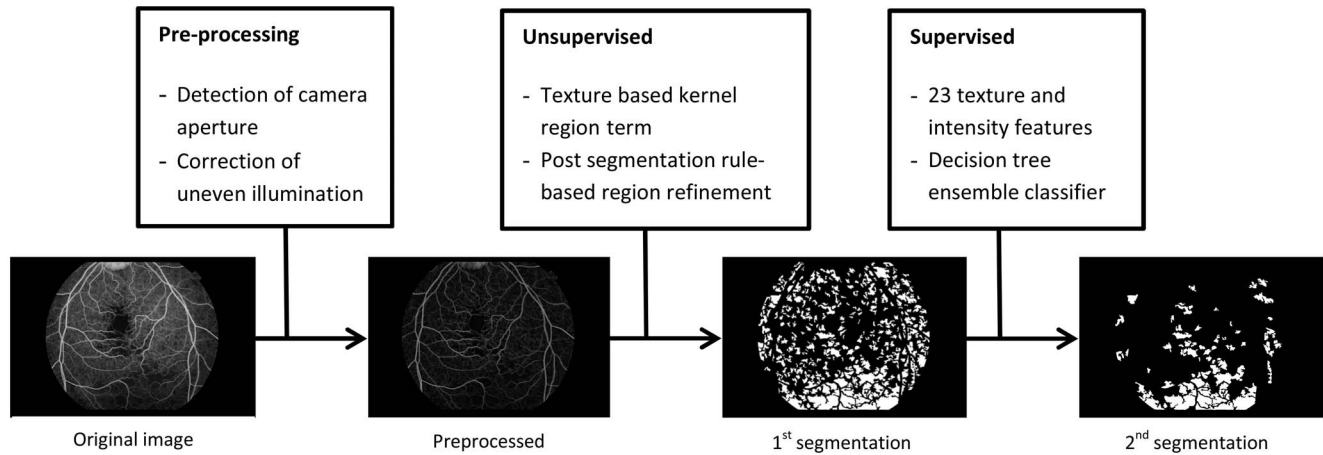 Pre-processing
- Detection of camera
aperture
- Correction of
uneven illumination
Unsupervised
- Texture based kernel
region term
- Post segmentation rule-
based region refinement
Supervised
- 23 texture and
intensity features
- Decision tree
ensemble classifier
Original image
Preprocessed
1st segmentation
2nd segmentation